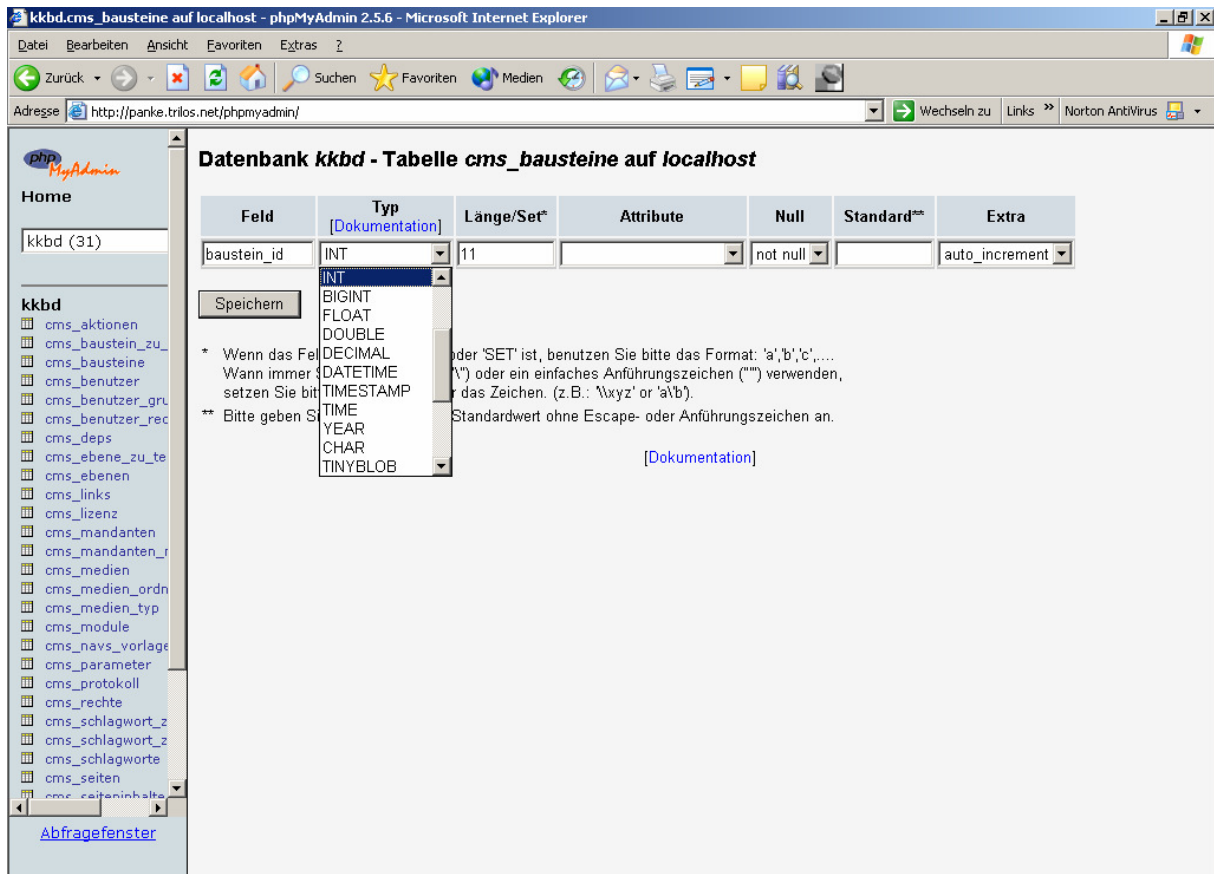 kkbd.cms_bausteine auf localhost - phpMyAdmin 2.5.6 - Microsoft Internet Explorer
Datei Bearbeiten Ansicht Favoriten Extras ?
Zurück Suchen Favoriten Medien
Adresse http://panke.trilos.net/phpmyadmin/ Wechseln zu Links » Norton AntiVirus
php
MyAdmin
Home
kkbd (31)
kkbd
cms_aktionen
cms_baustein_zu_
cms_bausteine
cms_benutzer
cms_benutzer_gru
cms_benutzer_rec
cms_deps
cms_ebene_zu_te
cms_ebenen
cms_links
cms_lizenz
cms_mandanten
cms_mandanten_r
cms_medien
cms_medien_ordn
cms_medien_typ
cms_module
cms_navs_vorlage
cms_parameter
cms_protokoll
cms_rechte
cms_schlagwort_z
cms_schlagwort_z
cms_schlagworte
cms_seiten
cms_seiteninhalte
Abfragefenster
Datenbank kkbd - Tabelle cms_bausteine auf localhost
Feld Typ [Dokumentation] Länge/Set* Attribute Null Standard** Extra
baustein_id INT 11 not null auto_increment
INT
BIGINT
FLOAT
DOUBLE
DECIMAL
DATETIME
TIMESTAMP
TIME
YEAR
CHAR
TINYBLOB
Speichern
* Wenn das Fel oder 'SET' ist, benutzen Sie bitte das Format: 'a','b','c',....
Wann immer S '\') oder ein einfaches Anführungszeichen ("'") verwenden,
setzen Sie bit r das Zeichen. (z.B.: '\\xyz' or 'a\'b').
** Bitte geben Si Standardwert ohne Escape- oder Anführungszeichen an.
[Dokumentation]